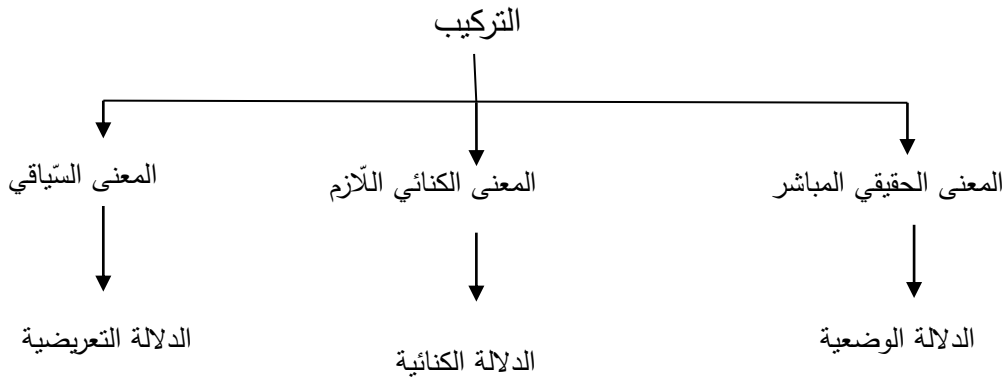 التركيب
المعنى الحقيقي المباشر
المعنى الكنائي اللّازم
المعنى السّياقي
الدلالة الوضعية
الدلالة الكنائية
الدلالة التعريضية